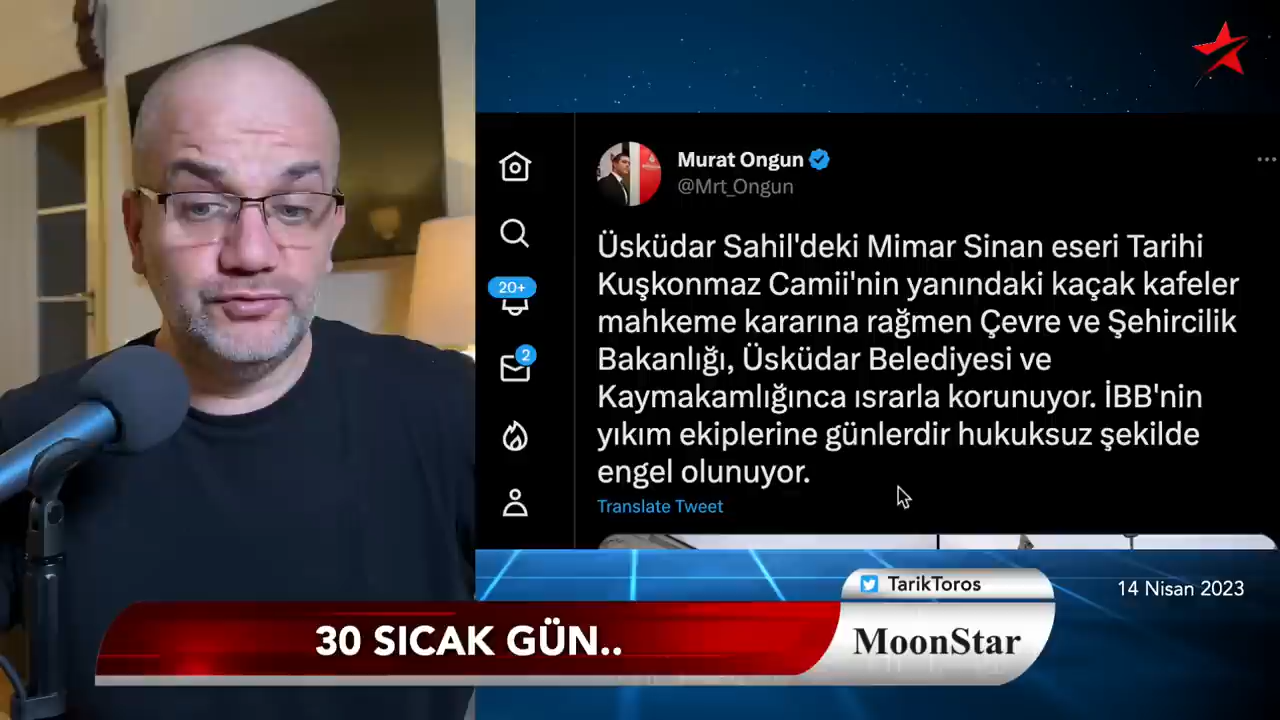 Murat Ongun
@Mrt_Ongun
Üsküdar Sahil'deki Mimar Sinan eseri Tarihi
Kuşkonmaz Camii'nin yanındaki kaçak kafeler
mahkeme kararına rağmen Çevre ve Şehircilik
Bakanlığı, Üsküdar Belediyesi ve
Kaymakamlığınca ısrarla korunuyor. İBB'nin
yıkım ekiplerine günlerdir hukuksuz şekilde
engel olunuyor.
Translate Tweet
20+
2
TarikToros
14 Nisan 2023
30 SICAK GÜN..
MoonStar